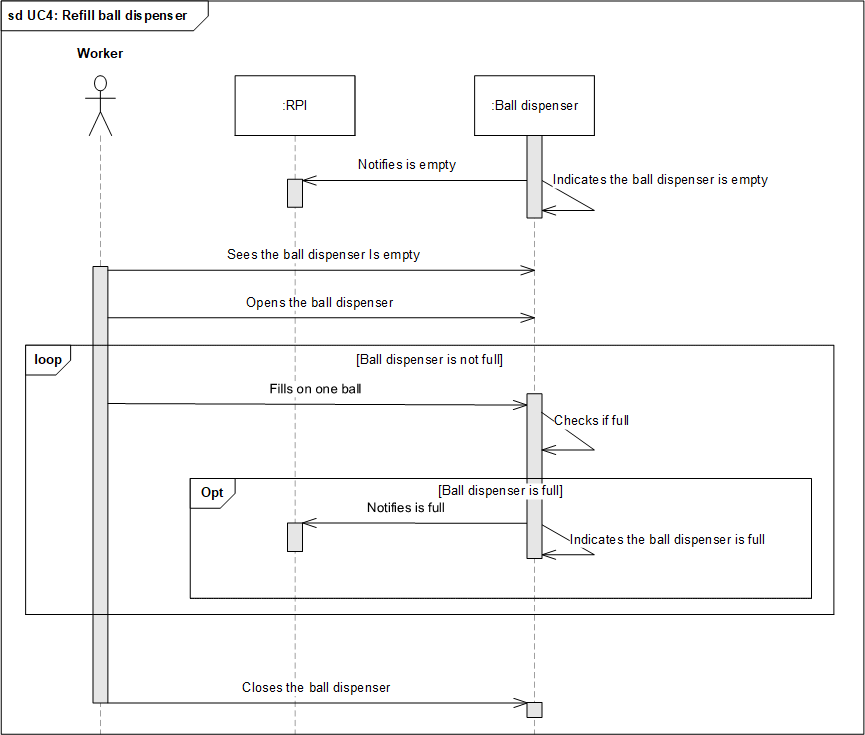 sd UC4: Refill ball dispenser
Worker
:RPI
:Ball dispenser
Notifies is empty
Indicates the ball dispenser is empty
Sees the ball dispenser Is empty
Opens the ball dispenser
loop
[Ball dispenser is not full]
Fills on one ball
Checks if full
Opt
[Ball dispenser is full]
Notifies is full
Indicates the ball dispenser is full
Closes the ball dispenser